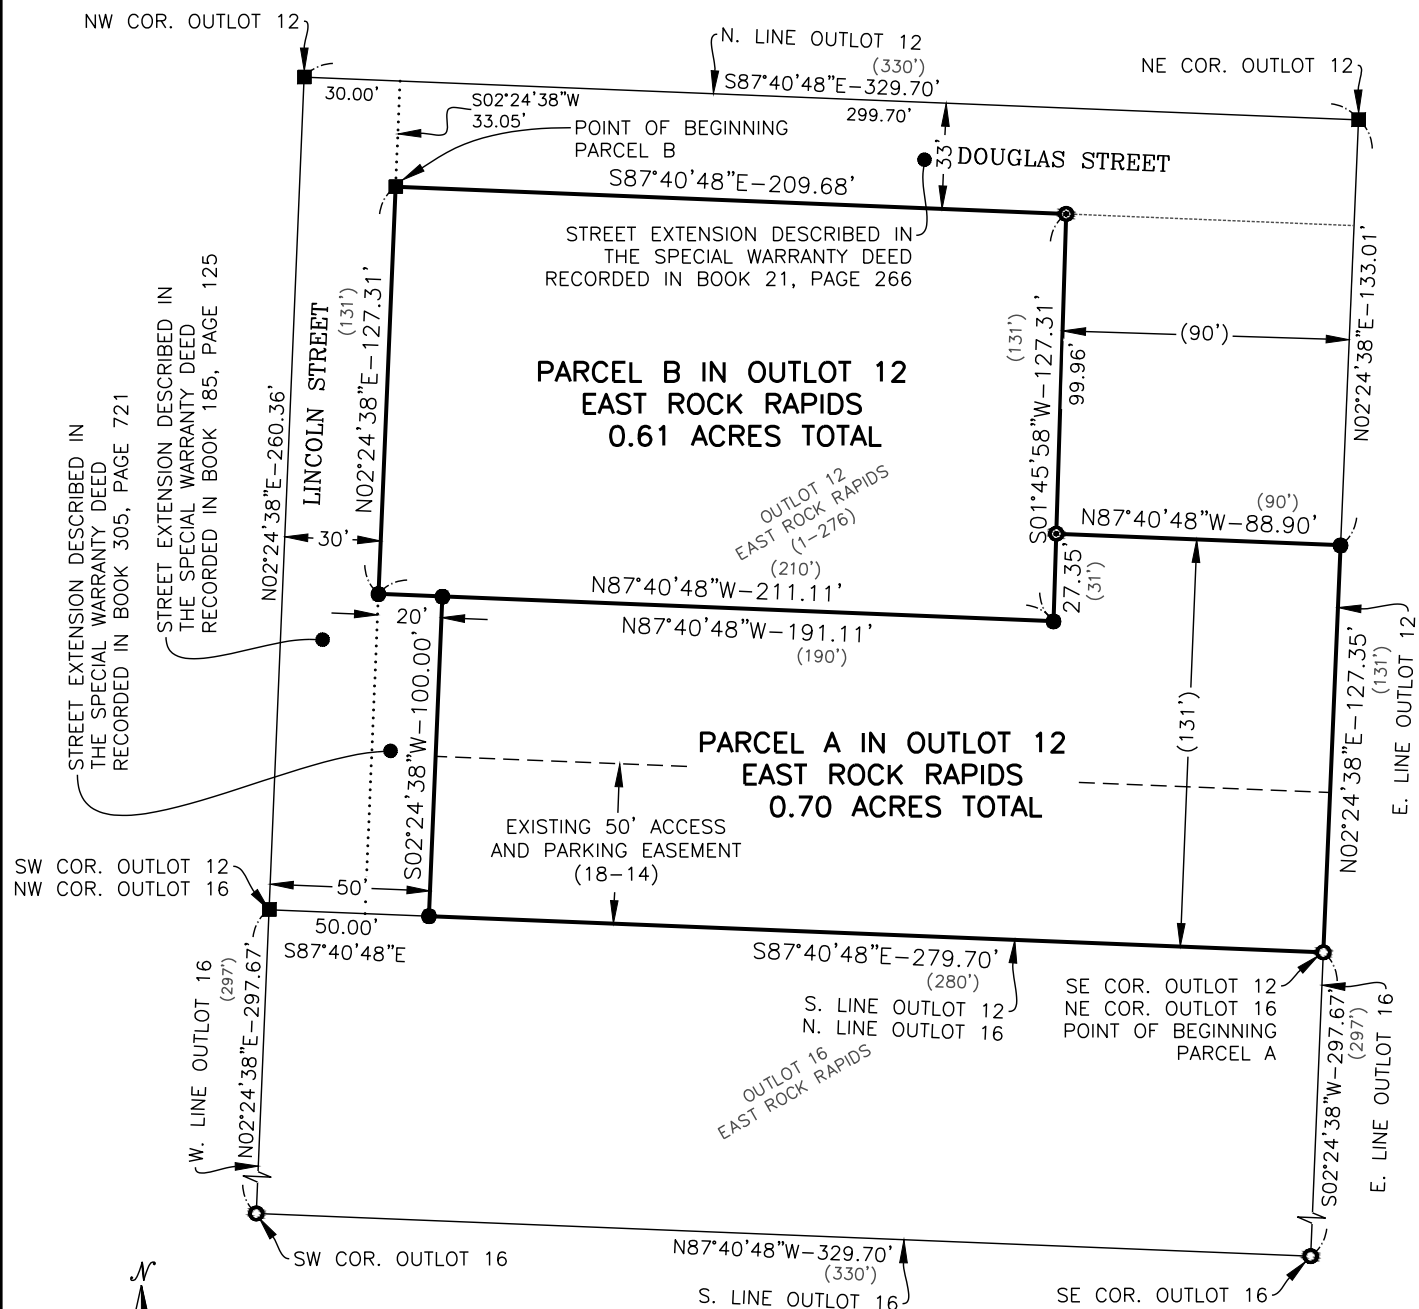 NW COR. OUTLOT 12
N. LINE OUTLOT 12
(330')
S87°40'48"E-329.70'
NE COR. OUTLOT 12
30.00'
S02°24'38"W
33.05'
299.70'
POINT OF BEGINNING
PARCEL B
33'
DOUGLAS STREET
S87°40'48"E-209.68'
STREET EXTENSION DESCRIBED IN
THE SPECIAL WARRANTY DEED
RECORDED IN BOOK 21, PAGE 266
STREET EXTENSION DESCRIBED IN
THE SPECIAL WARRANTY DEED
RECORDED IN BOOK 305, PAGE 721
STREET EXTENSION DESCRIBED IN
THE SPECIAL WARRANTY DEED
RECORDED IN BOOK 185, PAGE 125
N02°24'38"E-260.36'
LINCOLN STREET
(131')
N02°24'38"E-127.31'
PARCEL B IN OUTLOT 12
EAST ROCK RAPIDS
0.61 ACRES TOTAL
(131')
S01°45'58"W-127.31'
99.96'
(90')
N02°24'38"E-133.01'
OUTLOT 12
EAST ROCK RAPIDS
(1-276)
(90')
N87°40'48"W-88.90'
30'
(210')
N87°40'48"W-211.11'
27.35'
(31')
20'
N87°40'48"W-191.11'
(190')
S02°24'38"W-100.00'
(131')
N02°24'38"E-127.35'
(131')
E. LINE OUTLOT 12
PARCEL A IN OUTLOT 12
EAST ROCK RAPIDS
0.70 ACRES TOTAL
EXISTING 50' ACCESS
AND PARKING EASEMENT
(18-14)
SW COR. OUTLOT 12
NW COR. OUTLOT 16
50'
50.00'
S87°40'48"E
S87°40'48"E-279.70'
(280')
S. LINE OUTLOT 12
N. LINE OUTLOT 16
SE COR. OUTLOT 12
NE COR. OUTLOT 16
POINT OF BEGINNING
PARCEL A
W. LINE OUTLOT 16
(297')
N02°24'38"E-297.67'
OUTLOT 16
EAST ROCK RAPIDS
S02°24'38"W-297.67'
(297')
E. LINE OUTLOT 16
SW COR. OUTLOT 16
N87°40'48"W-329.70'
(330')
S. LINE OUTLOT 16
SE COR. OUTLOT 16
N